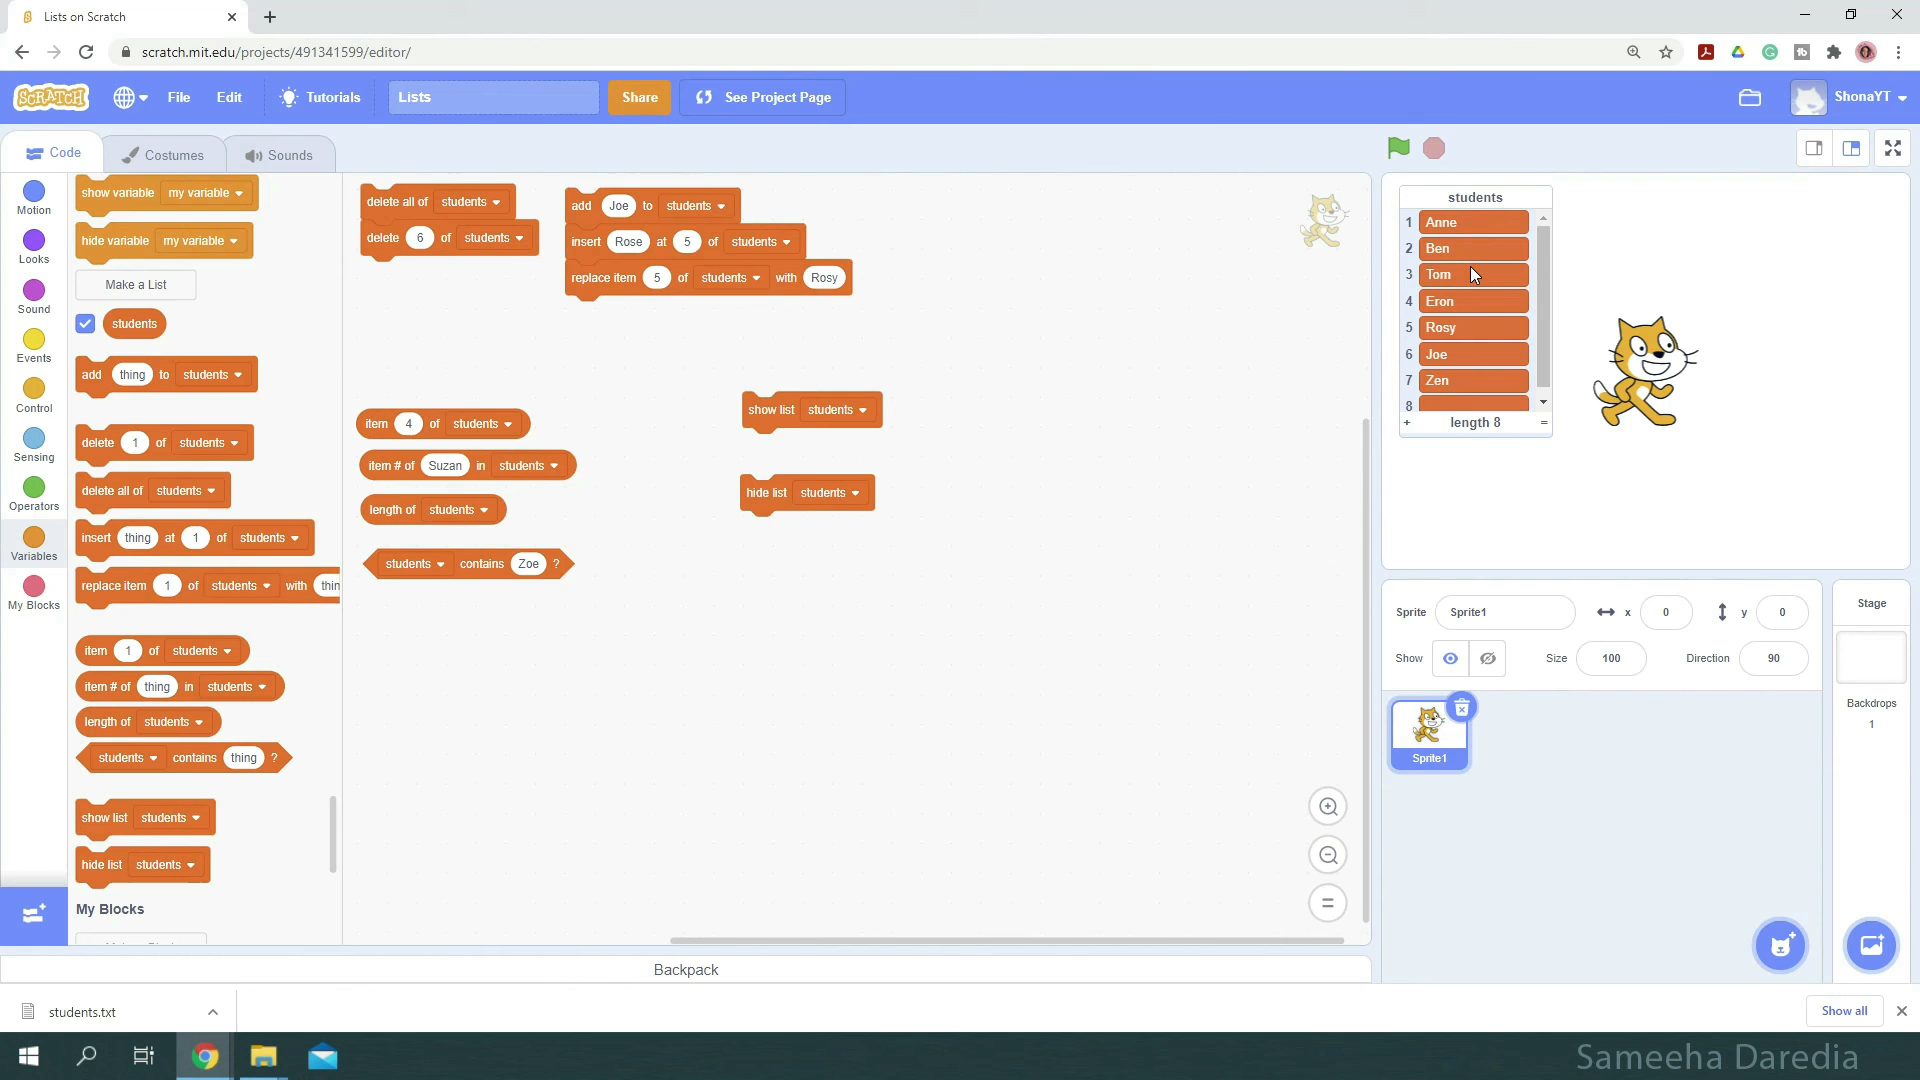 Lists on Scratch
scratch.mit.edu/projects/491341599/editor/
SCRATCH
File
Edit
Tutorials
Lists
Share
See Project Page
ShonaYT
Code
Costumes
Sounds
Motion
Looks
Sound
Events
Control
Sensing
Operators
Variables
My Blocks
show variable my variable
hide variable my variable
Make a List
students
add thing to students
delete 1 of students
delete all of students
insert thing at 1 of students
replace item 1 of students with thin
item 1 of students
item # of thing in students
length of students
students contains thing ?
show list students
hide list students
My Blocks
delete all of students
delete 6 of students
add Joe to students
insert Rose at 5 of students
replace item 5 of students with Rosy
item 4 of students
item # of Suzan in students
length of students
students contains Zoe ?
show list students
hide list students
students
1 Anne
2 Ben
3 Tom
4 Eron
5 Rosy
6 Joe
7 Zen
8
+ length 8 =
Sprite Sprite1 x 0 y 0
Show Size 100 Direction 90
Sprite1
Stage
Backdrops
1
Backpack
students.txt
Show all
Sameeha Daredia